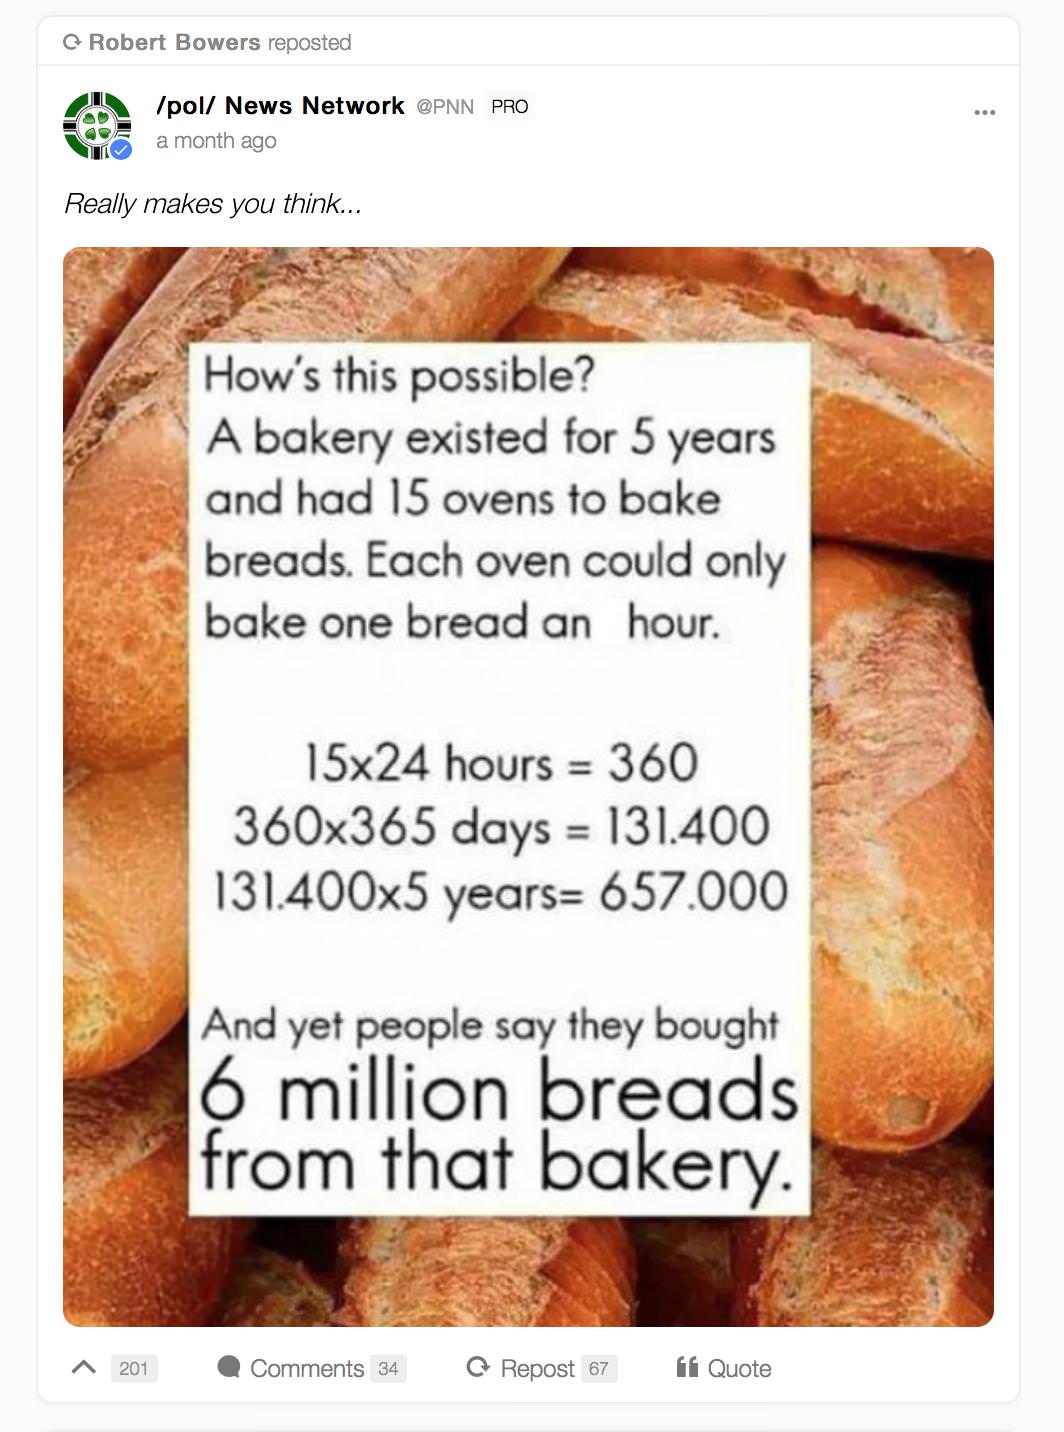 Robert Bowers reposted
/pol/ News Network @PNN PRO
a month ago
Really makes you think...
How's this possible?
A bakery existed for 5 years
and had 15 ovens to bake
breads. Each oven could only
bake one bread an hour.
15x24 hours = 360
360x365 days = 131.400
131.400x5 years= 657.000
And yet people say they bought
6 million breads
from that bakery.
201 Comments 34 Repost 67 Quote